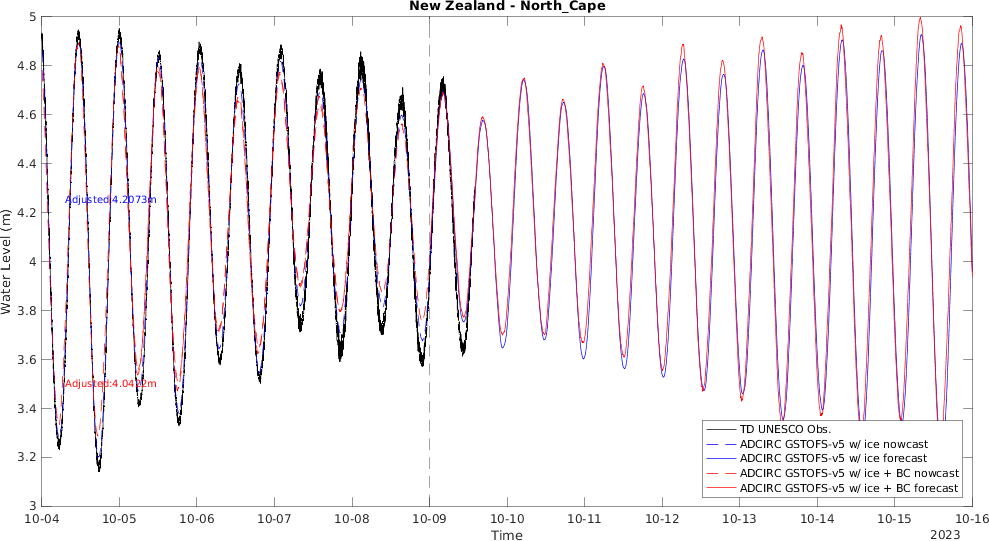 New Zealand - North_Cape
Water Level (m)
5
4.8
4.6
4.4
4.2
4
3.8
3.6
3.4
3.2
3
Adjusted:4.2073m
Adjusted:4.0422m
TD UNESCO Obs.
ADCIRC GSTOFS-v5 w/ ice nowcast
ADCIRC GSTOFS-v5 w/ ice forecast
ADCIRC GSTOFS-v5 w/ ice + BC nowcast
ADCIRC GSTOFS-v5 w/ ice + BC forecast
10-04 10-05 10-06 10-07 10-08 10-09 10-10 10-11 10-12 10-13 10-14 10-15 10-16
Time
2023